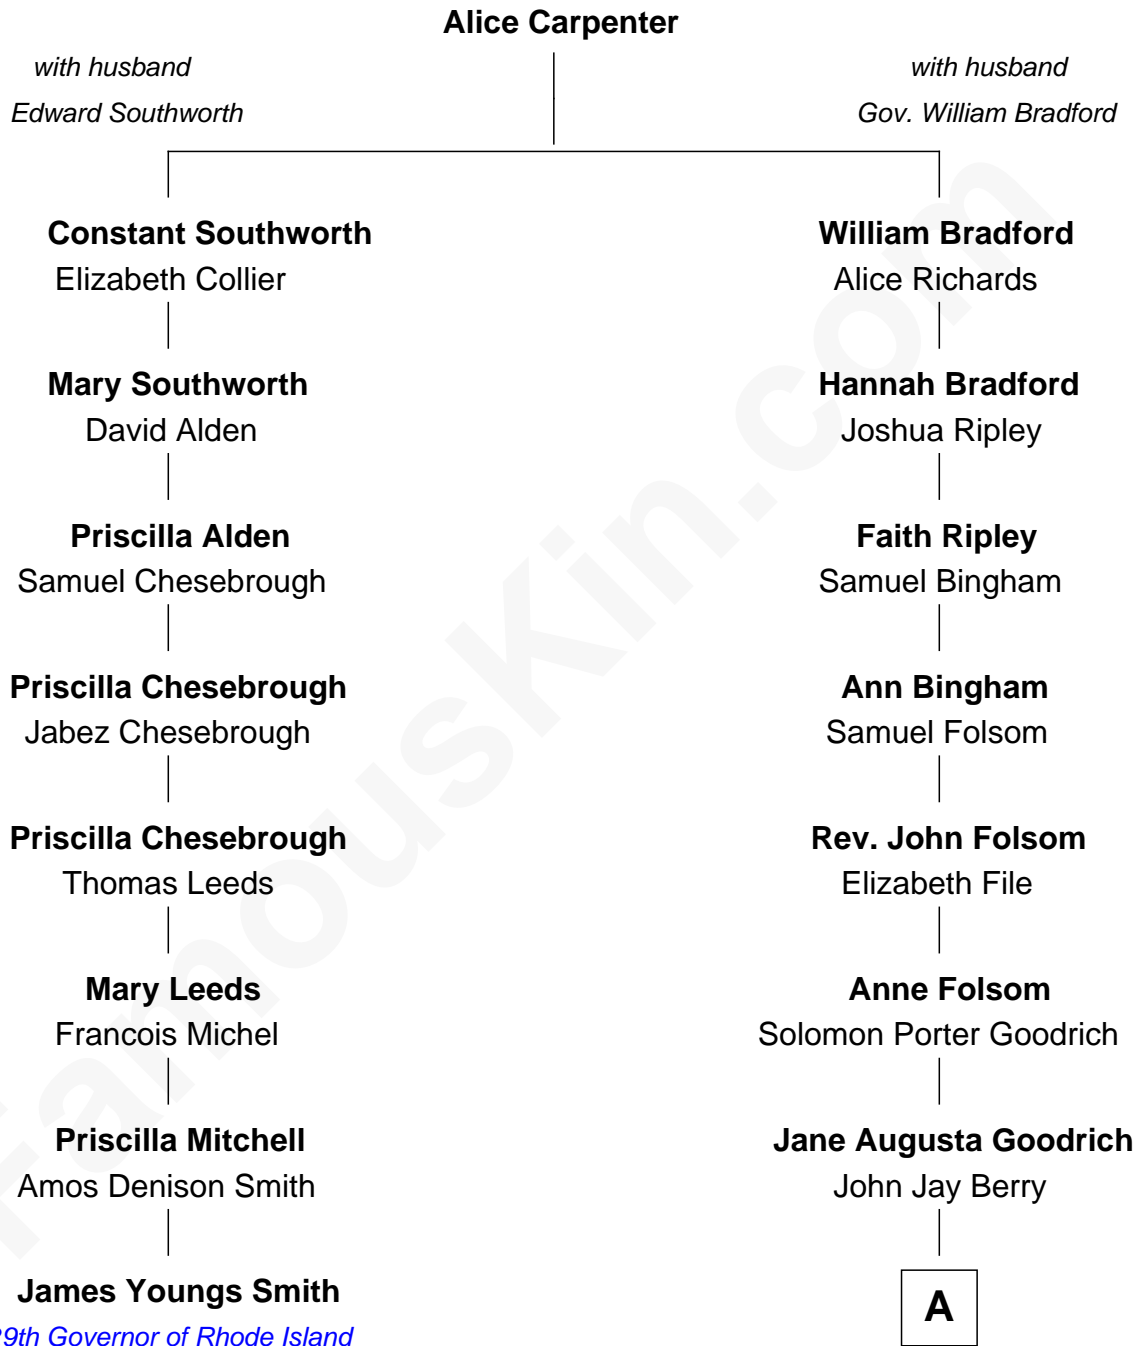 Alice Carpenter
with husband
Edward Southworth
with husband
Gov. William Bradford
Constant Southworth
Elizabeth Collier
William Bradford
Alice Richards
Mary Southworth
David Alden
Hannah Bradford
Joshua Ripley
Priscilla Alden
Samuel Chesebrough
Faith Ripley
Samuel Bingham
Priscilla Chesebrough
Jabez Chesebrough
Ann Bingham
Samuel Folsom
Priscilla Chesebrough
Thomas Leeds
Rev. John Folsom
Elizabeth File
Mary Leeds
Francois Michel
Anne Folsom
Solomon Porter Goodrich
Priscilla Mitchell
Amos Denison Smith
Jane Augusta Goodrich
John Jay Berry
James Youngs Smith
9th Governor of Rhode Island
A
FamousKin.com